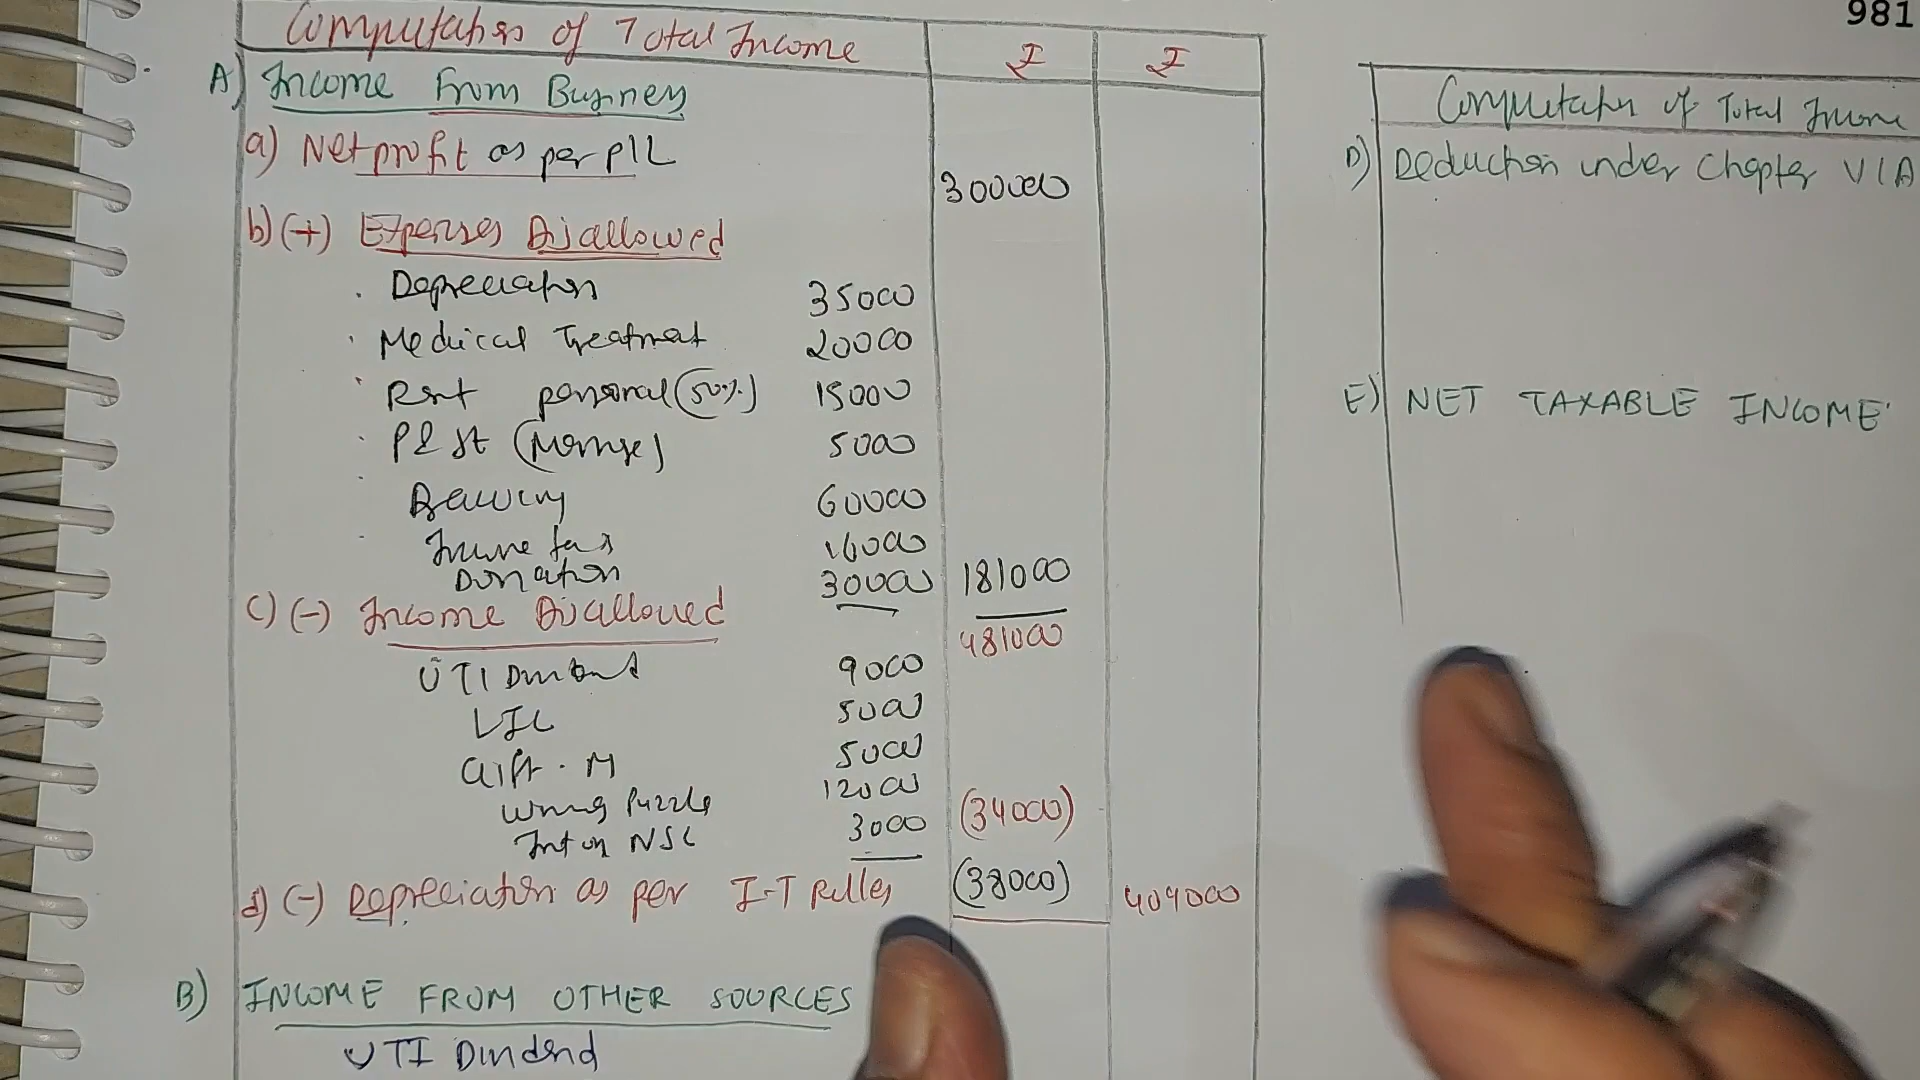 981
Computation of Total Income ₹ ₹
A) Income From Business
a) Net profit as per P/L
300000
b) (+) Expenses Disallowed
Depreciation 35000
Medical Treatment 20000
Rent personal (50%) 15000
P & St 5000
60000
Income tax 16000
Donation 30000 181000
c) (-) Income Disallowed
481000
UTI Dividend 9000
LIC 5000
Gift . M 5000
Winning Puzzle 12000
(34000)
Int on NSC 3000
d) (-) Depreciation as per I-T Rules (38000) 409000
B) INCOME FROM OTHER SOURCES
UTI Dividend
Computation of Total Income
D) Deduction under Chapter VIA
E) NET TAXABLE INCOME